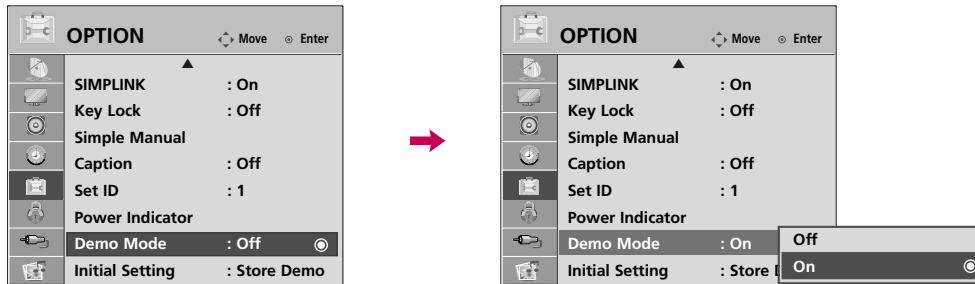 OPTION Move Enter
SIMPLINK : On
Key Lock : Off
Simple Manual
Caption : Off
Set ID : 1
Power Indicator
Demo Mode : Off
Initial Setting : Store Demo
OPTION Move Enter
SIMPLINK : On
Key Lock : Off
Simple Manual
Caption : Off
Set ID : 1
Power Indicator
Demo Mode : On
Initial Setting : Store
Off
On